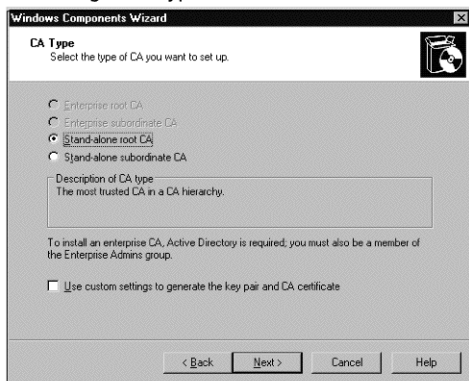 Windows Components Wizard
CA Type
Select the type of CA you want to set up.
Enterprise root CA
Enterprise subordinate CA
Stand-alone root CA
Stand-alone subordinate CA
Description of CA type
The most trusted CA in a CA hierarchy.
To install an enterprise CA, Active Directory is required; you must also be a member of
the Enterprise Admins group.
Use custom settings to generate the key pair and CA certificate
< Back Next > Cancel Help